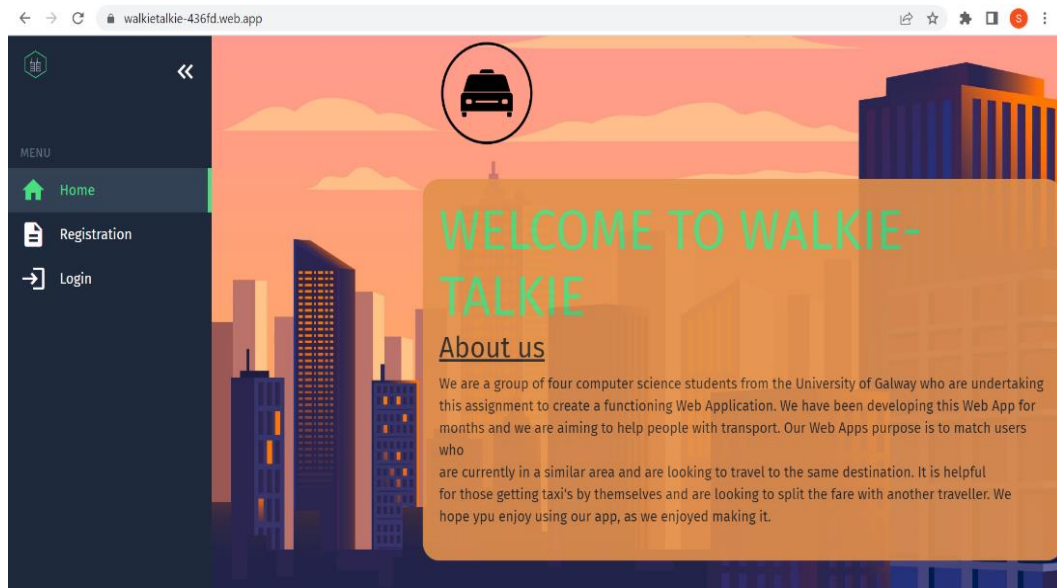 walkietalkie-436fd.web.app
S
MENU
Home
Registration
Login
WELCOME TO WALKIE-
TALKIE
About us
We are a group of four computer science students from the University of Galway who are undertaking
this assignment to create a functioning Web Application. We have been developing this Web App for
months and we are aiming to help people with transport. Our Web Apps purpose is to match users
who
are currently in a similar area and are looking to travel to the same destination. It is helpful
for those getting taxi's by themselves and are looking to split the fare with another traveller. We
hope ypu enjoy using our app, as we enjoyed making it.